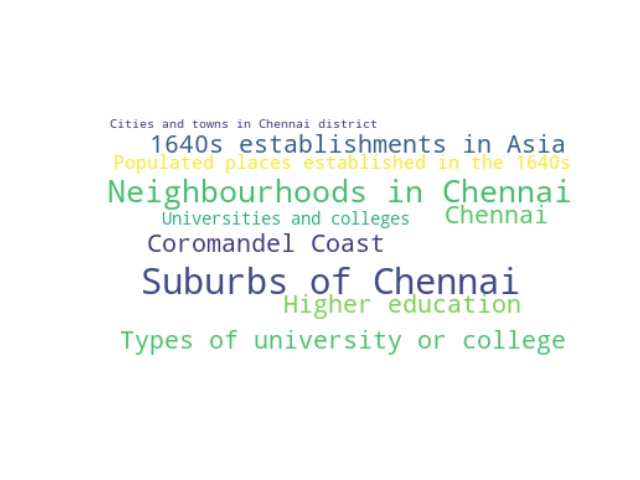 Cities and towns in Chennai district
1640s establishments in Asia
Populated places established in the 1640s
Neighbourhoods in Chennai
Universities and colleges
Chennai
Coromandel Coast
Suburbs of Chennai
Higher education
Types of university or college